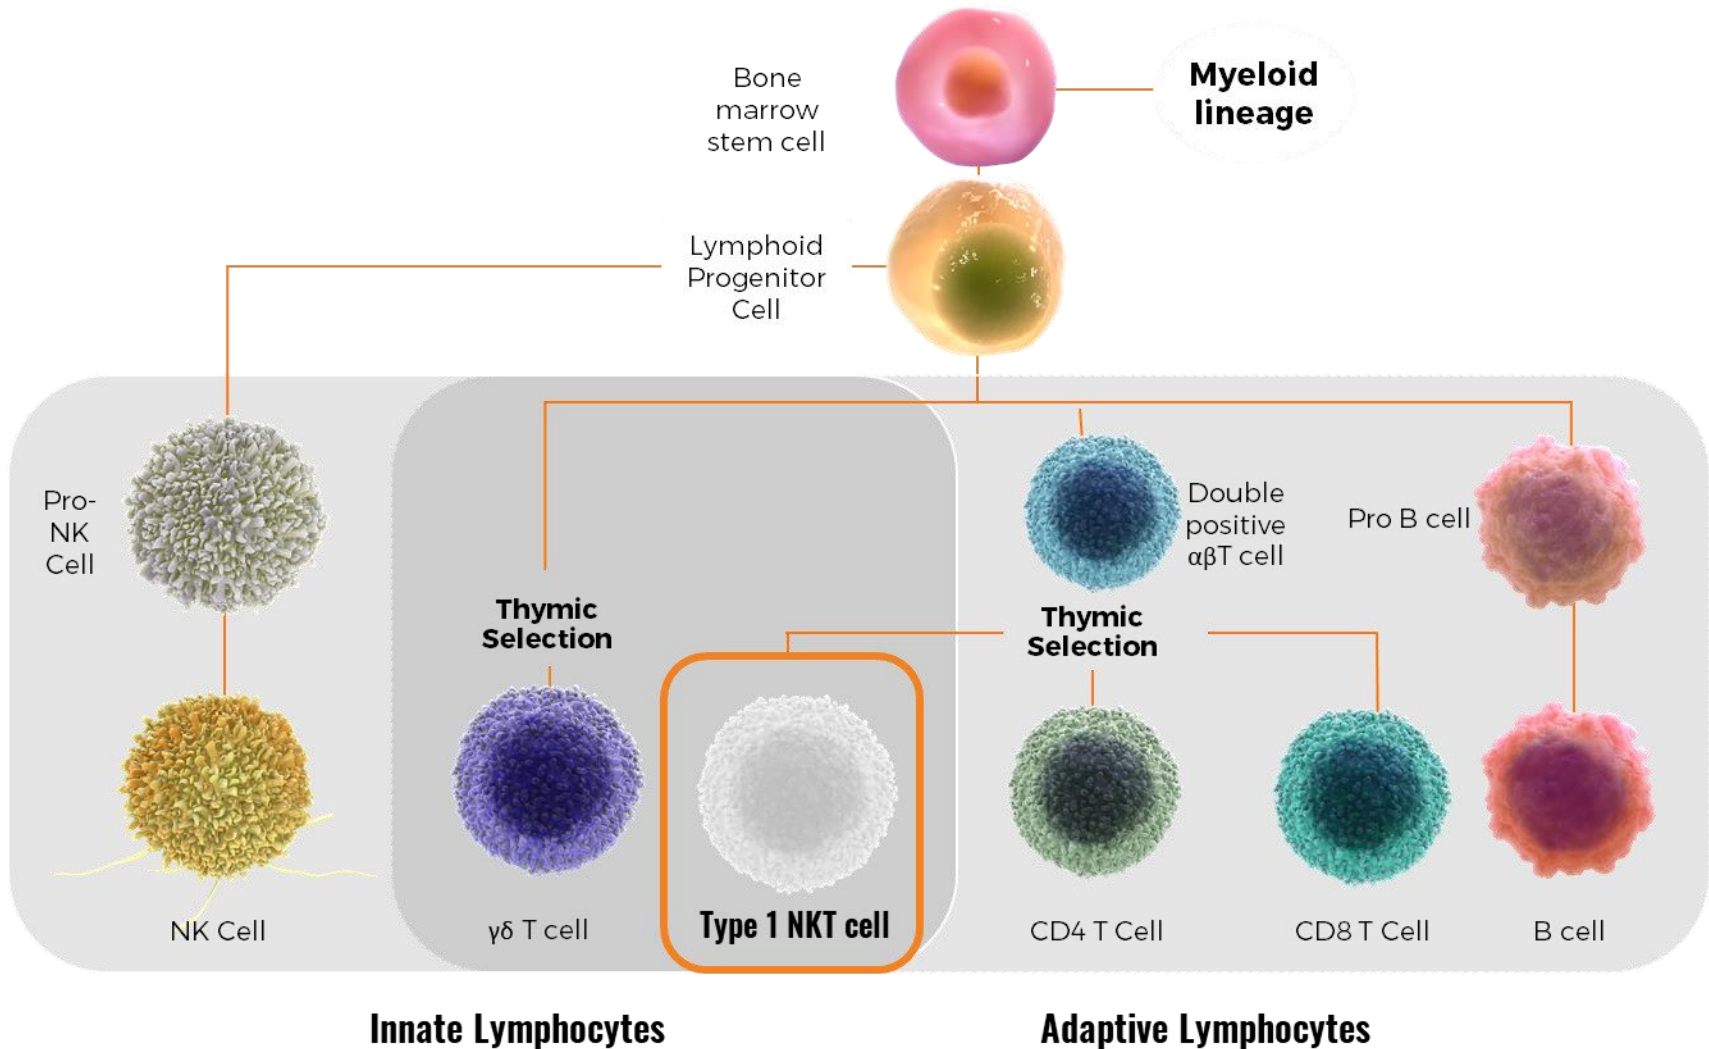 Bone
marrow
stem cell
Myeloid
lineage
Lymphoid
Progenitor
Cell
Pro-
NK
Cell
Double
positive
αβT cell
Pro B cell
Thymic
Selection
Thymic
Selection
NK Cell
γδ T cell
Type 1 NKT cell
CD4 T Cell
CD8 T Cell
B cell
Innate Lymphocytes
Adaptive Lymphocytes